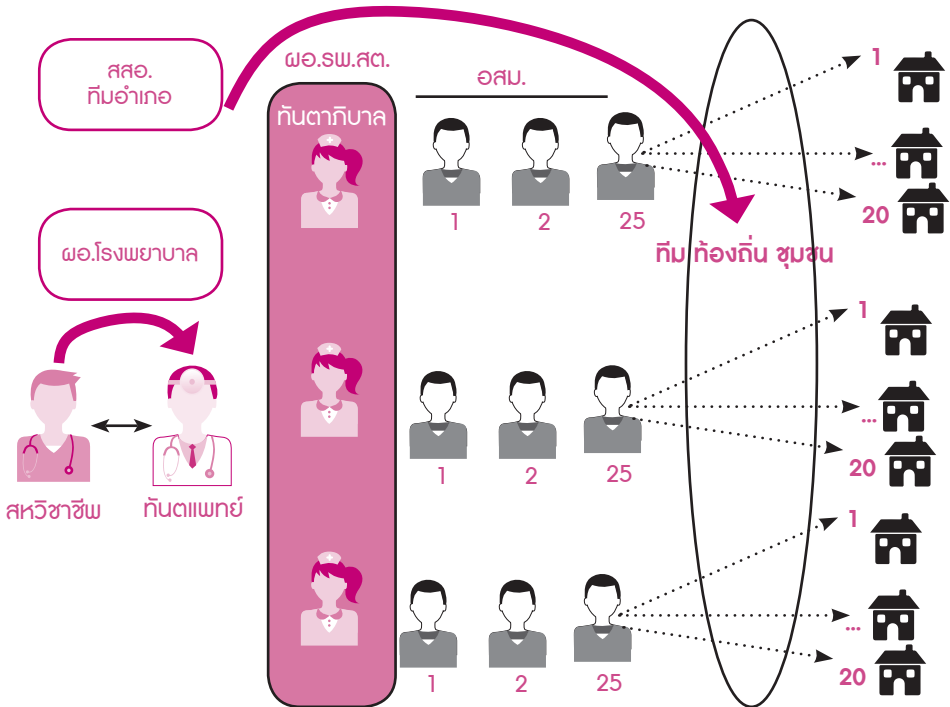 สสอ.
ทีมอำเภอ
ผอ.รพ.สต.
อสม.
ทันตาภิบาล
1
2
25
1
...
20
ผอ.โรงพยาบาล
ทีม ท้องถิ่น ชุมชน
สหวิชาชีพ
ทันตแพทย์
1
2
25
1
...
20
1
2
25
1
...
20